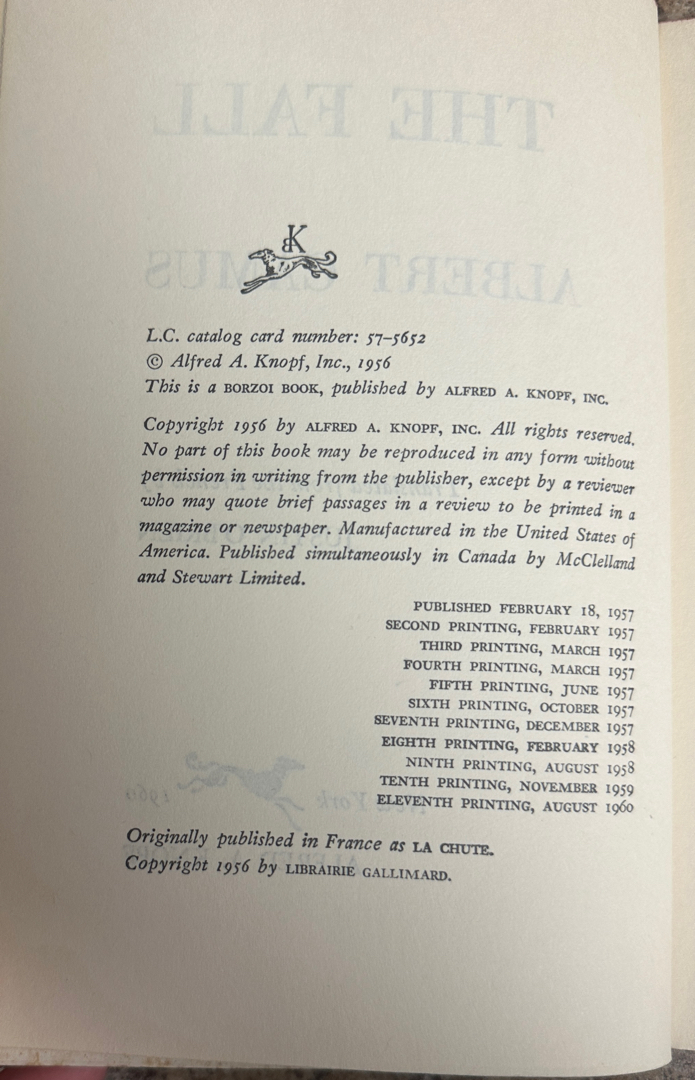 THE FALL
ALBERT CAMUS
BK
L.C. catalog card number: 57-5652
© Alfred A. Knopf, Inc., 1956
This is a BORZOI BOOK, published by ALFRED A. KNOPF, INC.
Copyright 1956 by ALFRED A. KNOPF, INC. All rights reserved.
No part of this book may be reproduced in any form without
permission in writing from the publisher, except by a reviewer
who may quote brief passages in a review to be printed in a
magazine or newspaper. Manufactured in the United States of
America. Published simultaneously in Canada by McClelland
and Stewart Limited.
PUBLISHED FEBRUARY 18, 1957
SECOND PRINTING, FEBRUARY 1957
THIRD PRINTING, MARCH 1957
FOURTH PRINTING, MARCH 1957
FIFTH PRINTING, JUNE 1957
SIXTH PRINTING, OCTOBER 1957
SEVENTH PRINTING, DECEMBER 1957
EIGHTH PRINTING, FEBRUARY 1958
NINTH PRINTING, AUGUST 1958
TENTH PRINTING, NOVEMBER 1959
ELEVENTH PRINTING, AUGUST 1960
New York
Originally published in France as LA CHUTE.
Copyright 1956 by LIBRAIRIE GALLIMARD.